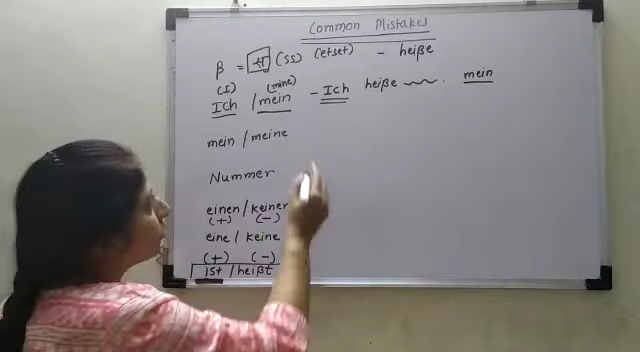 Common Mistakes
β = स (ss) (etset) - heiße
(I) (mine)
Ich / mein - Ich heiße mein
mein / meine
Nummer
einen / keinen
(+) (-)
eine / keine
(+) (-)
ist / heißt